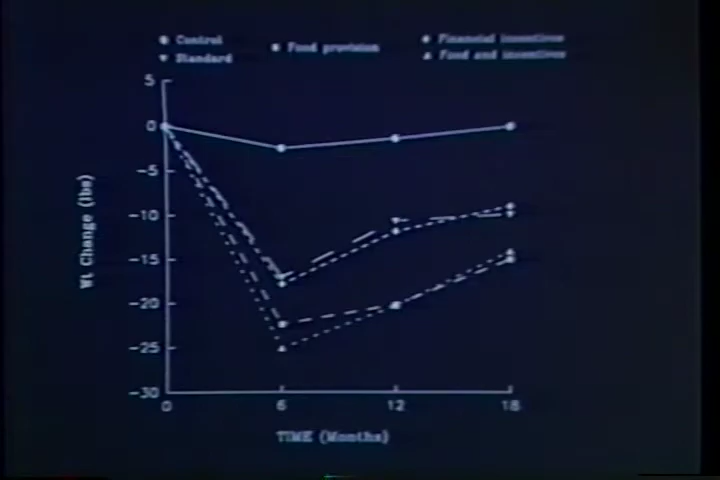 Control
Standard
Food provision
Financial incentives
Food and incentives
5
0
-5
-10
-15
-20
-25
-30
Wt Change (lbs)
0 6 12 18
TIME (Months)